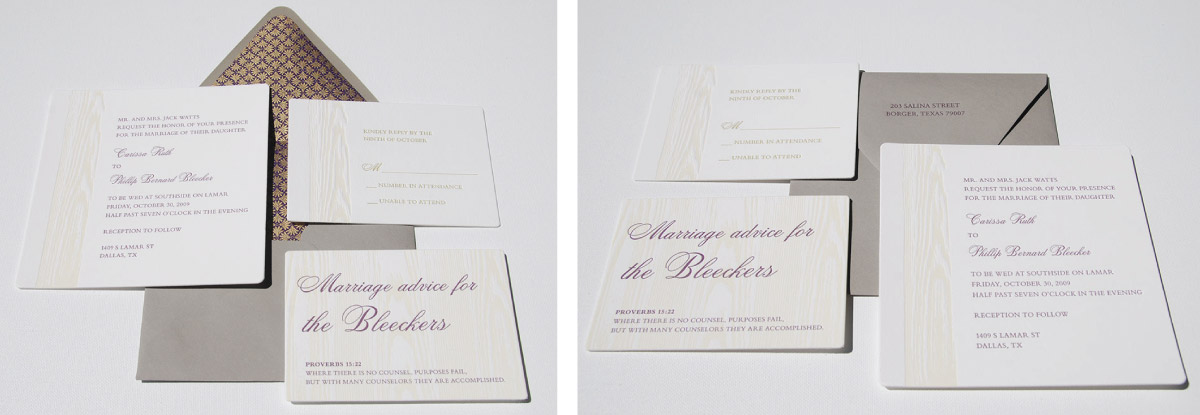 MR. AND MRS. JACK WATTS
REQUEST THE HONOR OF YOUR PRESENCE
FOR THE MARRIAGE OF THEIR DAUGHTER
Carissa Ruth
TO
Phillip Bernard Bleecker
TO BE WED AT SOUTHSIDE ON LAMAR
FRIDAY, OCTOBER 30, 2009
HALF PAST SEVEN O'CLOCK IN THE EVENING
RECEPTION TO FOLLOW
1409 S LAMAR ST
DALLAS, TX
KINDLY REPLY BY THE
NINTH OF OCTOBER.
M
NUMBER IN ATTENDANCE
UNABLE TO ATTEND
Marriage advice for
the Bleeckers
PROVERBS 15:22
WHERE THERE IS NO COUNSEL, PURPOSES FAIL,
BUT WITH MANY COUNSELORS THEY ARE ACCOMPLISHED.
KINDLY REPLY BY THE
NINTH OF OCTOBER.
M
NUMBER IN ATTENDANCE
UNABLE TO ATTEND
203 SALINA STREET
BORGER, TEXAS 79007
Marriage advice for
the Bleeckers
PROVERBS 15:22
WHERE THERE IS NO COUNSEL, PURPOSES FAIL,
BUT WITH MANY COUNSELORS THEY ARE ACCOMPLISHED.
MR. AND MRS. JACK WATTS
REQUEST THE HONOR OF YOUR PRESENCE
FOR THE MARRIAGE OF THEIR DAUGHTER
Carissa Ruth
TO
Phillip Bernard Bleecker
TO BE WED AT SOUTHSIDE ON LAMAR
FRIDAY, OCTOBER 30, 2009
HALF PAST SEVEN O'CLOCK IN THE EVENING
RECEPTION TO FOLLOW
1409 S LAMAR ST
DALLAS, TX